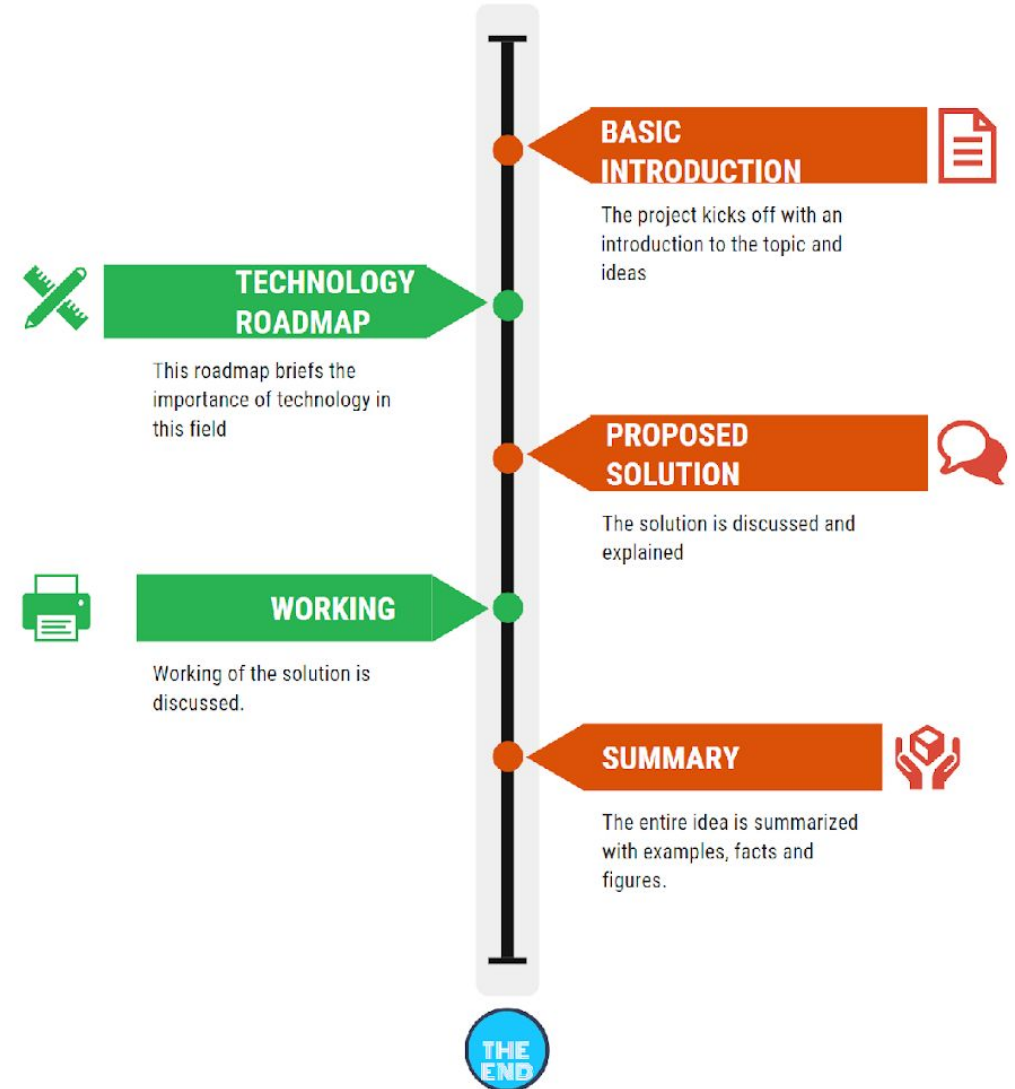 BASIC
INTRODUCTION
The project kicks off with an
introduction to the topic and
ideas
TECHNOLOGY
ROADMAP
This roadmap briefs the
importance of technology in
this field
PROPOSED
SOLUTION
The solution is discussed and
explained
WORKING
Working of the solution is
discussed.
SUMMARY
The entire idea is summarized
with examples, facts and
figures.
THE
END